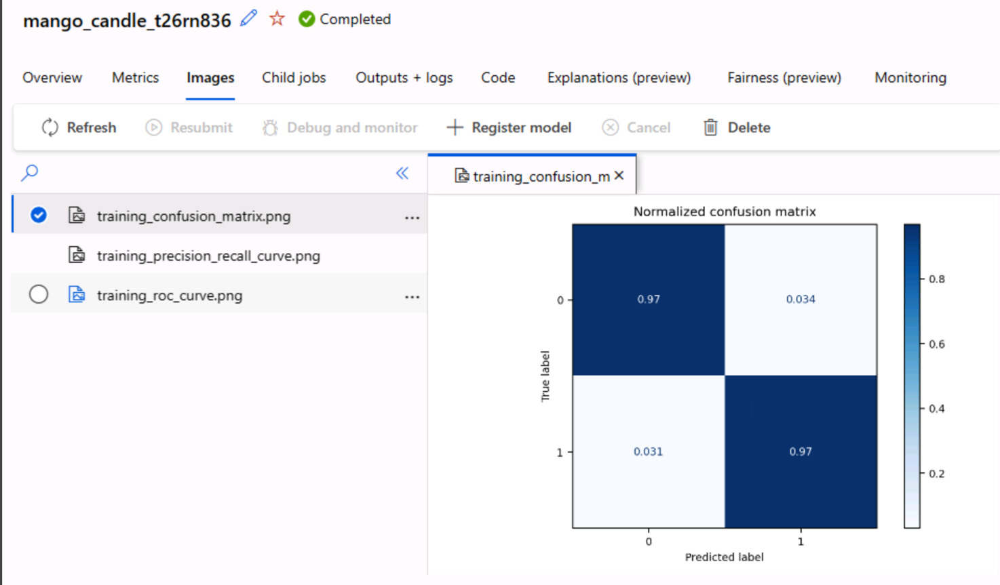 mango_candle_t26rn836 Completed
Overview Metrics Images Child jobs Outputs + logs Code Explanations (preview) Fairness (preview) Monitoring
Refresh Resubmit Debug and monitor + Register model Cancel Delete
training_confusion_m
training_confusion_matrix.png ...
training_precision_recall_curve.png
training_roc_curve.png ...
Normalized confusion matrix
True label
0
0.97 0.034
1
0.031 0.97
0 1
Predicted label
0.8
0.6
0.4
0.2